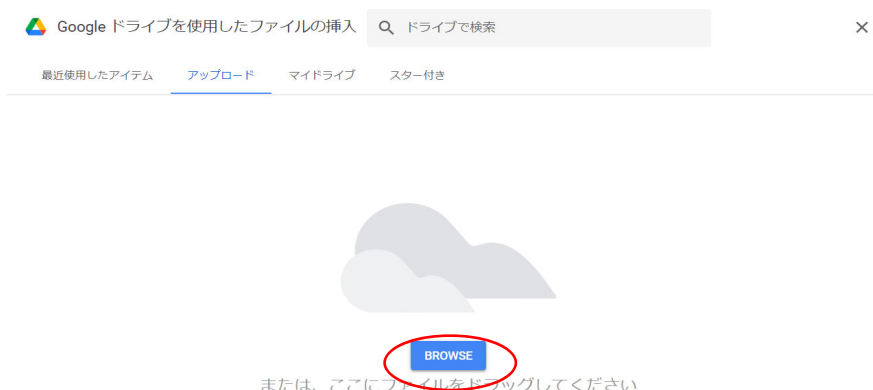 Google ドライブを使用したファイルの挿入 ドライブで検索
最近使用したアイテム アップロード マイドライブ スター付き
BROWSE
または、ここにファイルをドラッグしてください